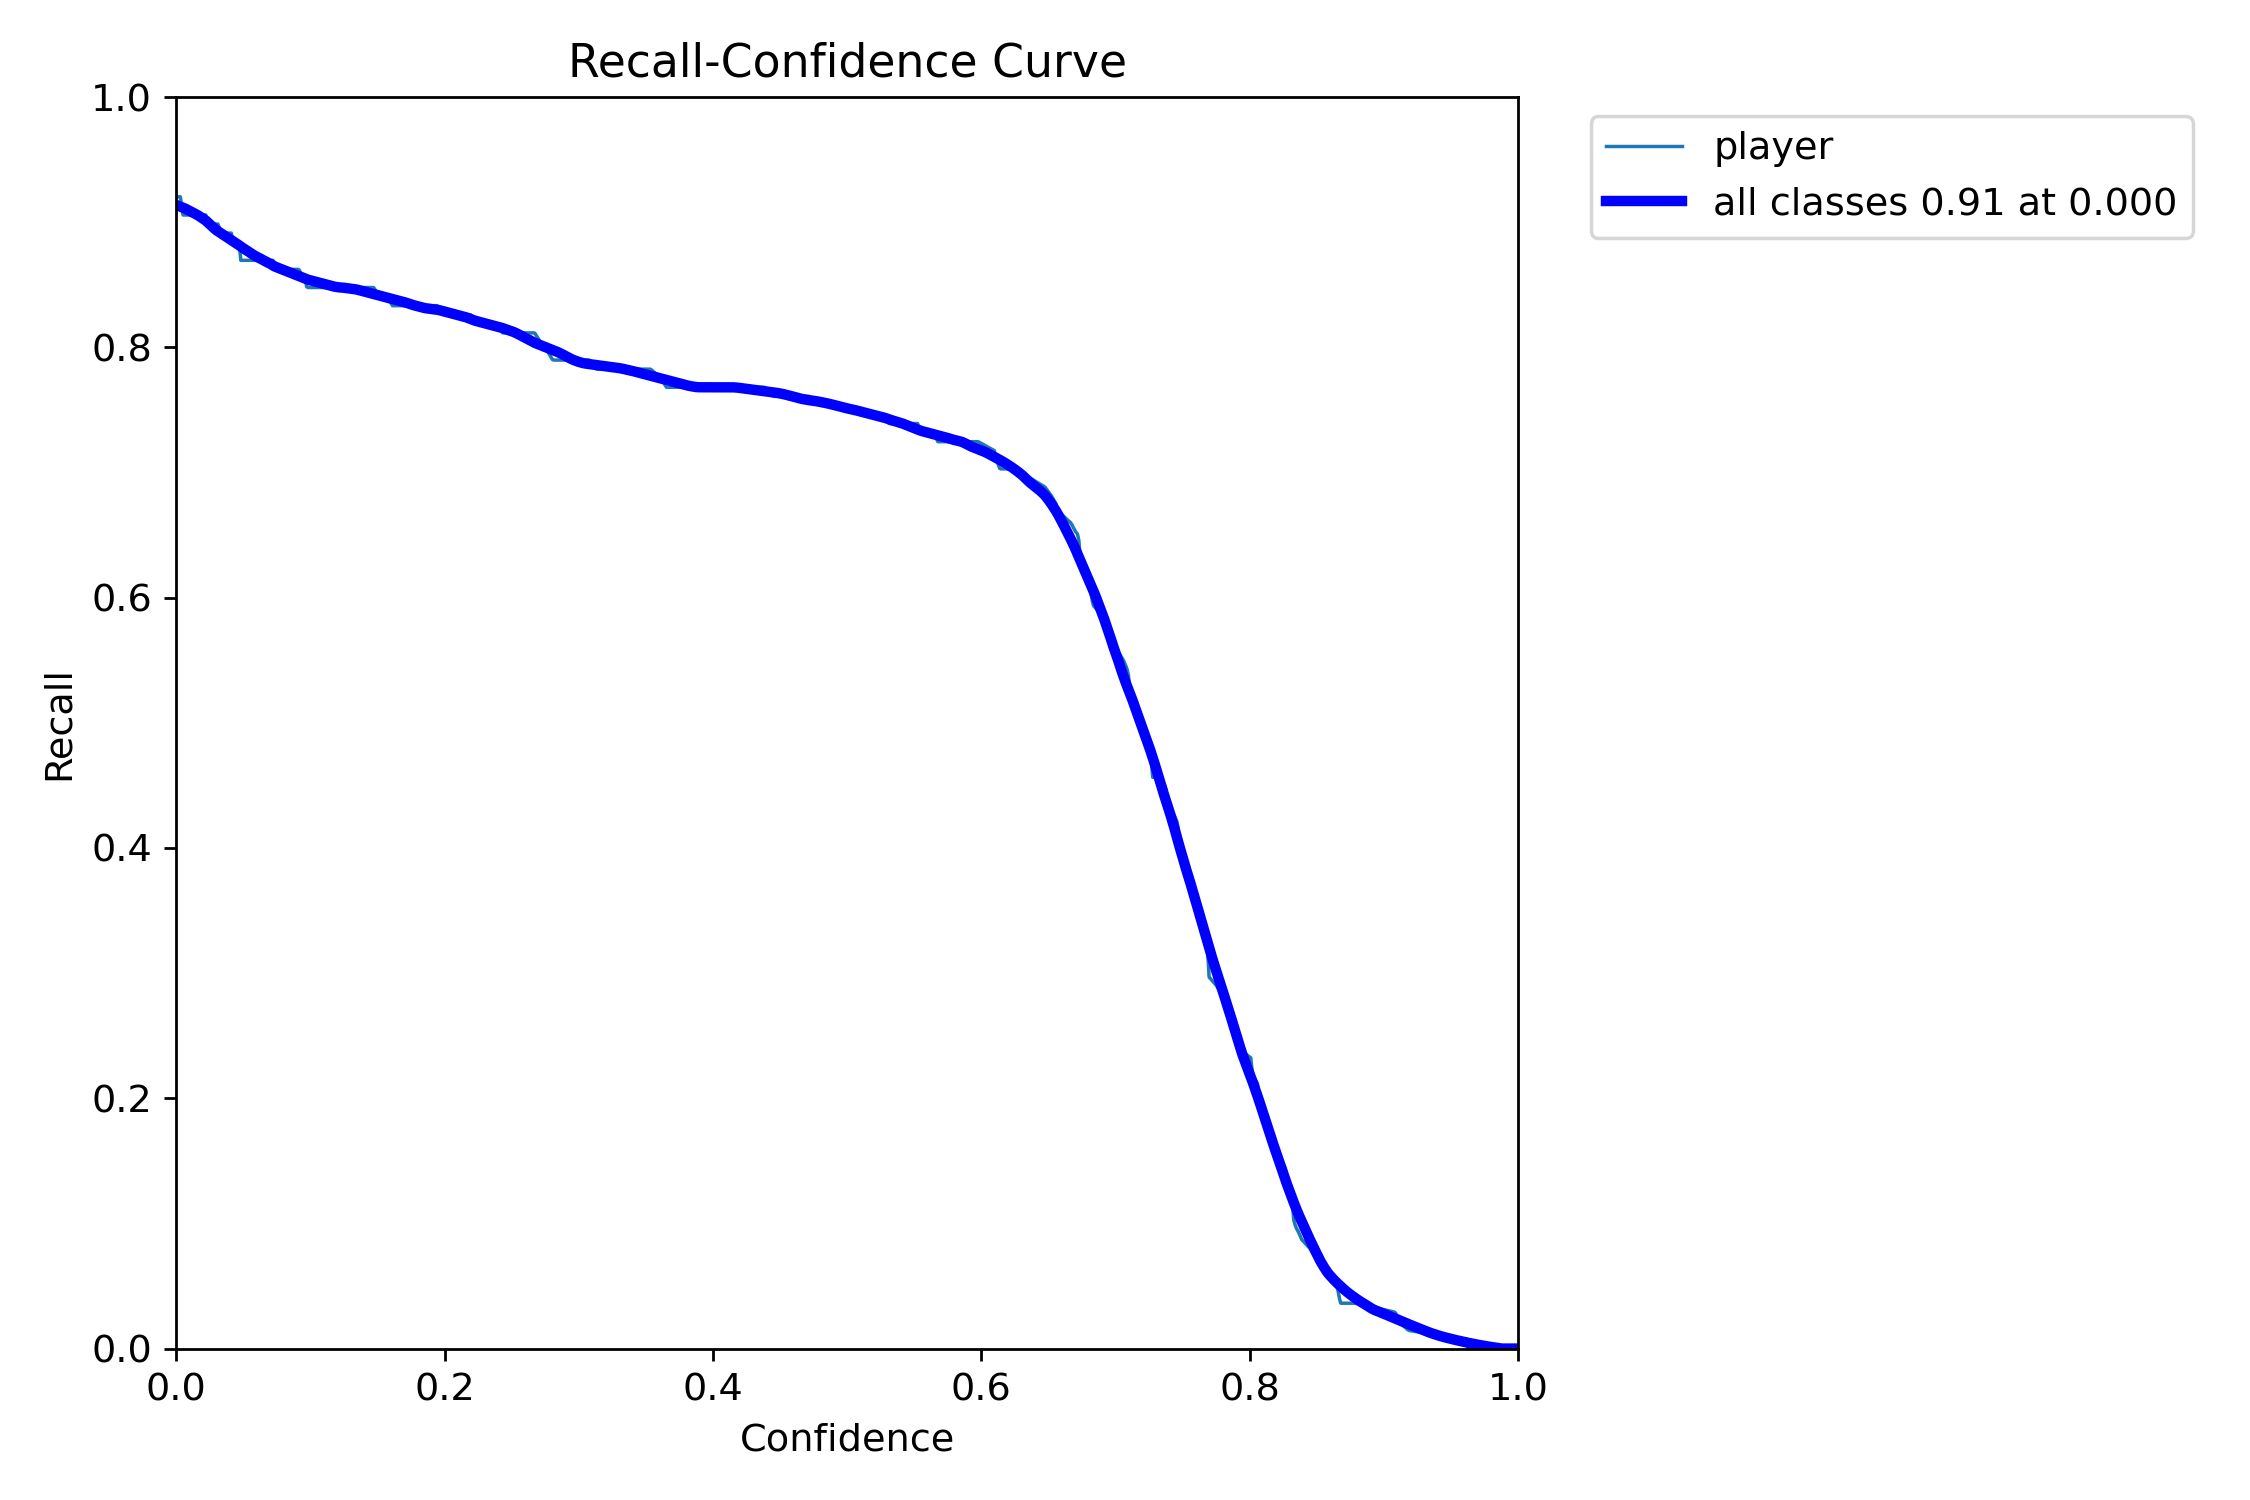 Recall-Confidence Curve
1.0
0.8
0.6
0.4
0.2
0.0
Recall
0.0 0.2 0.4 0.6 0.8 1.0
Confidence
player
all classes 0.91 at 0.000